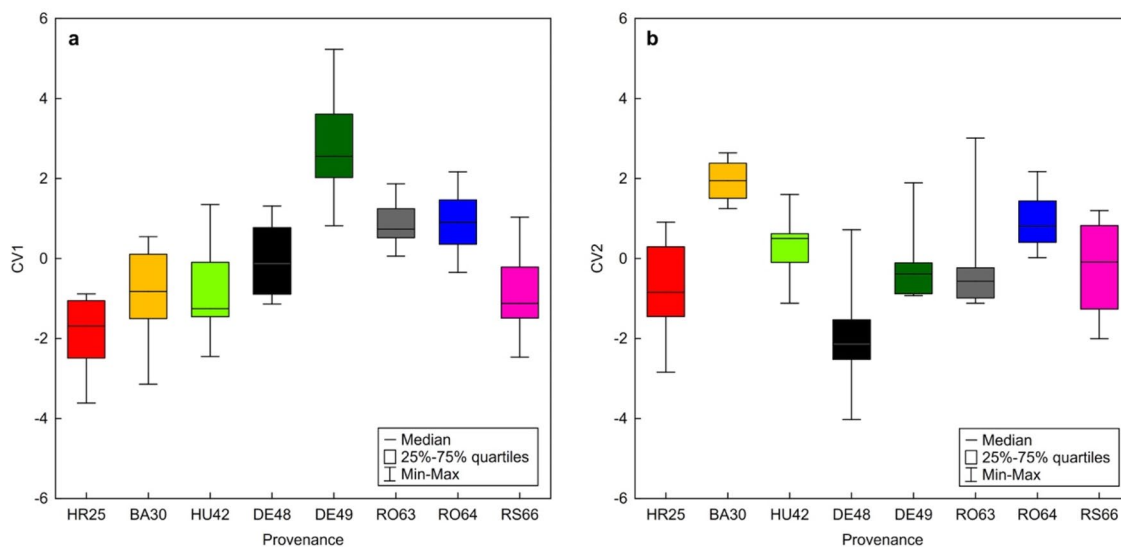 a
6
4
2
0
-2
-4
-6
CV1
Median
25%-75% quartiles
Min-Max
HR25 BA30 HU42 DE48 DE49 RO63 RO64 RS66
Provenance
b
6
4
2
0
-2
-4
-6
CV2
Median
25%-75% quartiles
Min-Max
HR25 BA30 HU42 DE48 DE49 RO63 RO64 RS66
Provenance